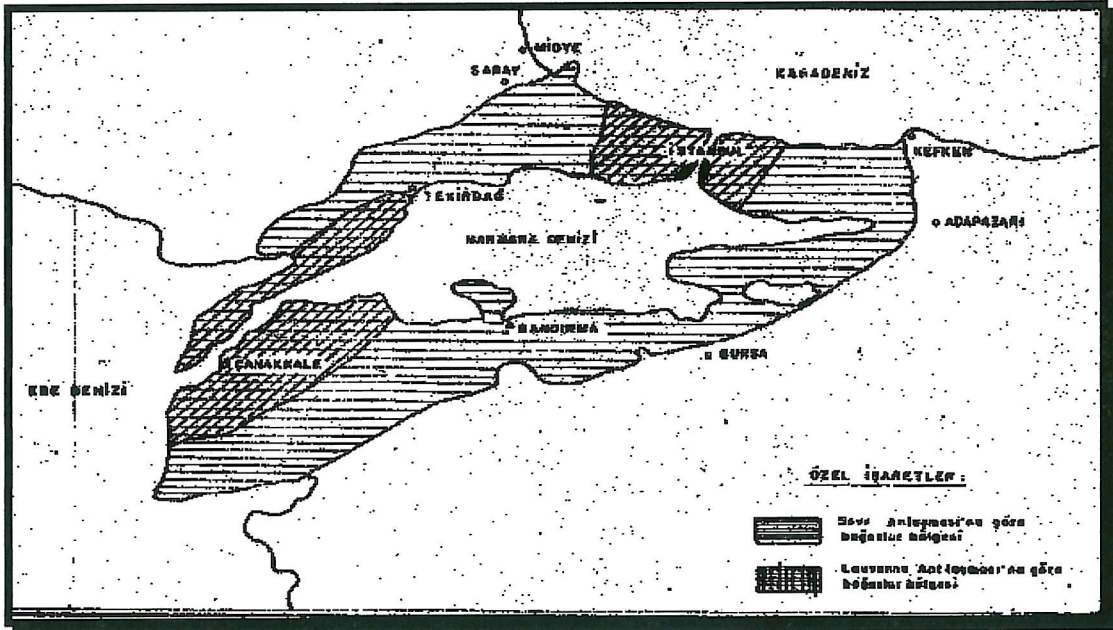 MİDYE
SARAY
KARADENİZ
İSTANBUL
KEFKEN
TEKİRDAĞ
ADAPAZARI
MARMARA DENİZİ
BANDIRMA
BURSA
ÇANAKKALE
EGE DENİZİ
ÖZEL İŞARETLER:
Anlaşması'na göre
boğazlar bölgesi
Lausanne Antlaşması'na göre
boğazlar bölgesi